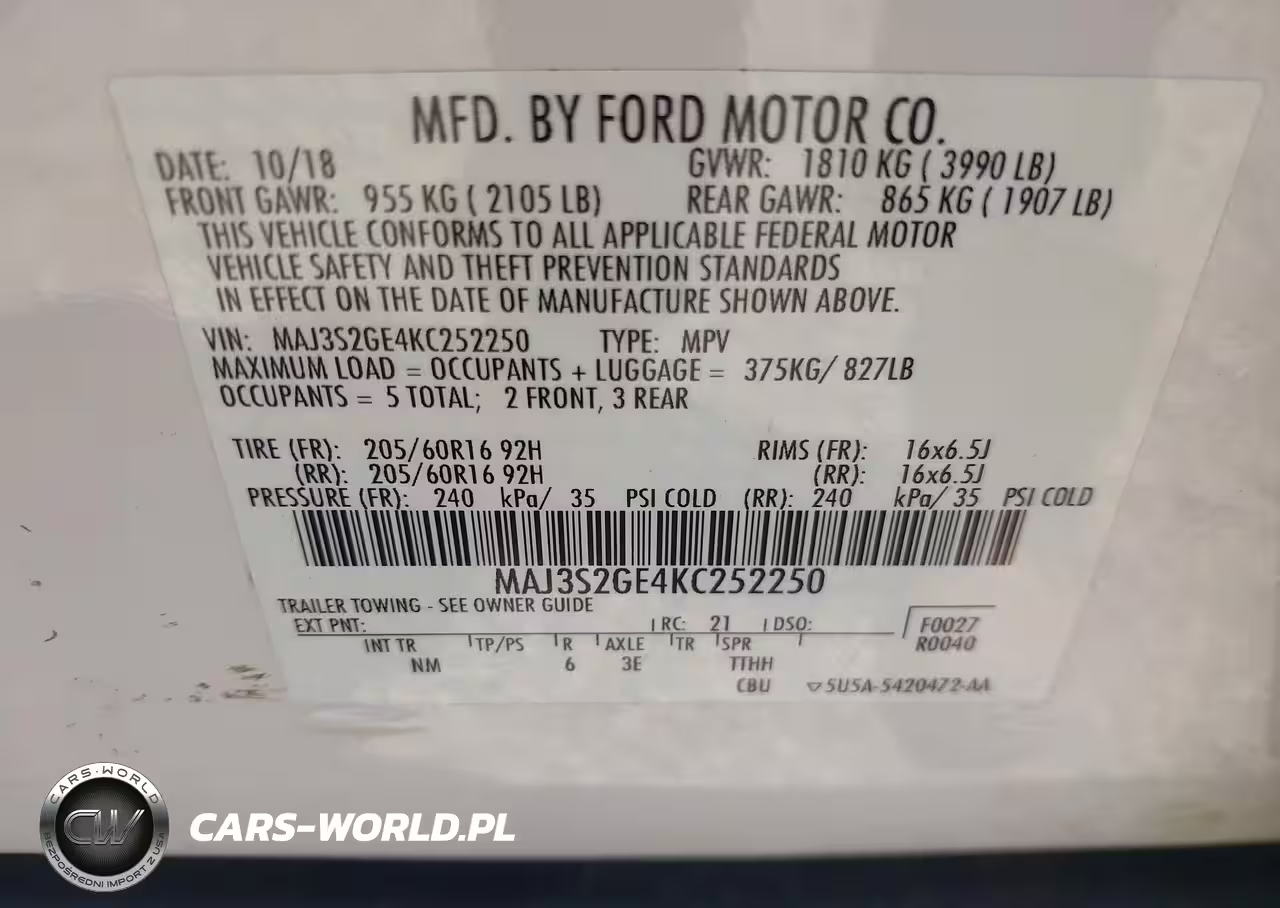 MFD. BY FORD MOTOR CO.
DATE: 10/18 GVWR: 1810 KG ( 3990 LB)
FRONT GAWR: 955 KG ( 2105 LB) REAR GAWR: 865 KG ( 1907 LB)
THIS VEHICLE CONFORMS TO ALL APPLICABLE FEDERAL MOTOR
VEHICLE SAFETY AND THEFT PREVENTION STANDARDS
IN EFFECT ON THE DATE OF MANUFACTURE SHOWN ABOVE.
VIN: MAJ3S2GE4KC252250 TYPE: MPV
MAXIMUM LOAD = OCCUPANTS + LUGGAGE = 375KG/ 827LB
OCCUPANTS = 5 TOTAL; 2 FRONT, 3 REAR
TIRE (FR): 205/60R16 92H RIMS (FR): 16x6.5J
(RR): 205/60R16 92H (RR): 16x6.5J
PRESSURE (FR): 240 kPa/ 35 PSI COLD (RR): 240 kPa/ 35 PSI COLD
MAJ3S2GE4KC252250
TRAILER TOWING - SEE OWNER GUIDE
EXT PNT: RC: 21 DSO: F0027
R0040
INT TR TP/PS R AXLE TR SPR
NM 6 3E TTHH
CBU ▽5U5A-5420472-AA
CARS-WORLD
CW
BEZPOŚREDNI IMPORT Z USA
CARS-WORLD.PL